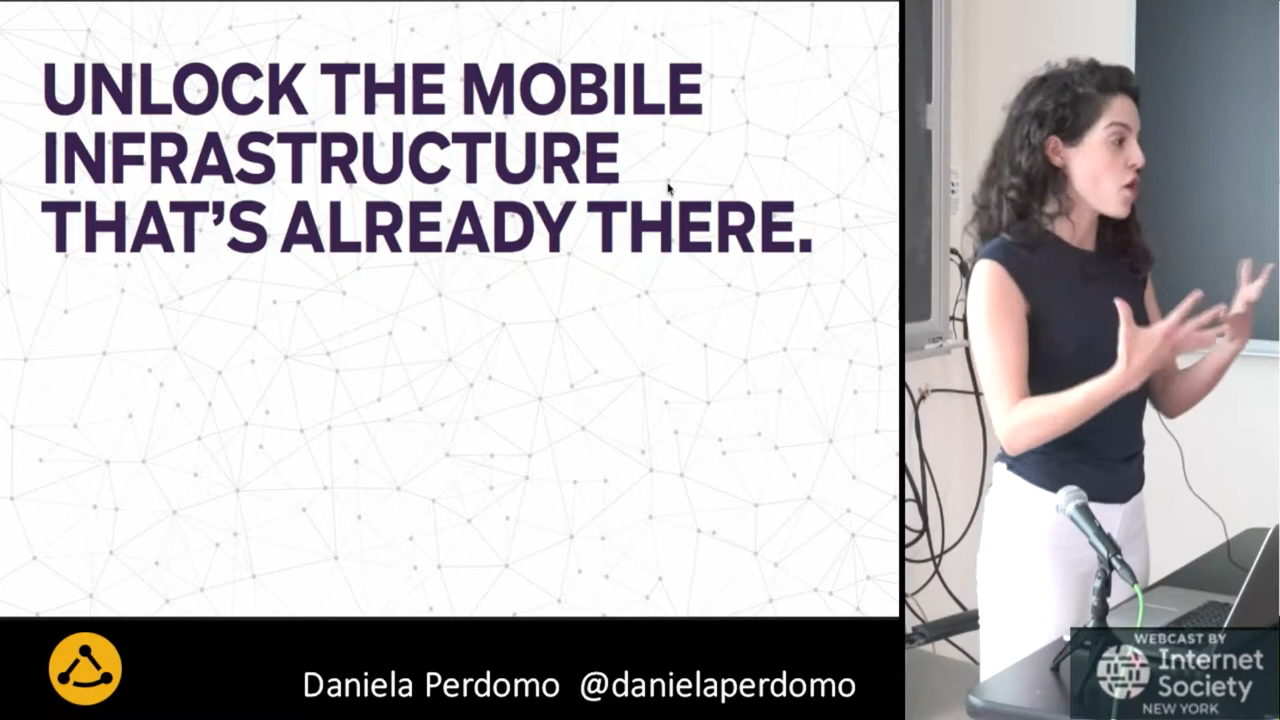 UNLOCK THE MOBILE
INFRASTRUCTURE
THAT’S ALREADY THERE.
Daniela Perdomo @danielaperdomo
WEBCAST BY
Internet
Society
NEW YORK